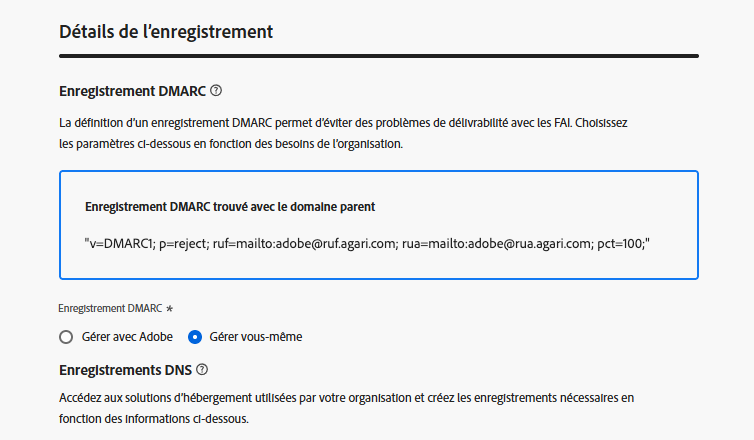 Détails de l'enregistrement
Enregistrement DMARC ?
La définition d'un enregistrement DMARC permet d'éviter des problèmes de délivrabilité avec les FAI. Choisissez
les paramètres ci-dessous en fonction des besoins de l'organisation.
Enregistrement DMARC trouvé avec le domaine parent
"v=DMARC1; p=reject; ruf=mailto:adobe@ruf.agari.com; rua=mailto:adobe@rua.agari.com; pct=100;"
Enregistrement DMARC *
Gérer avec Adobe Gérer vous-même
Enregistrements DNS ?
Accédez aux solutions d'hébergement utilisées par votre organisation et créez les enregistrements nécessaires en
fonction des informations ci-dessous.